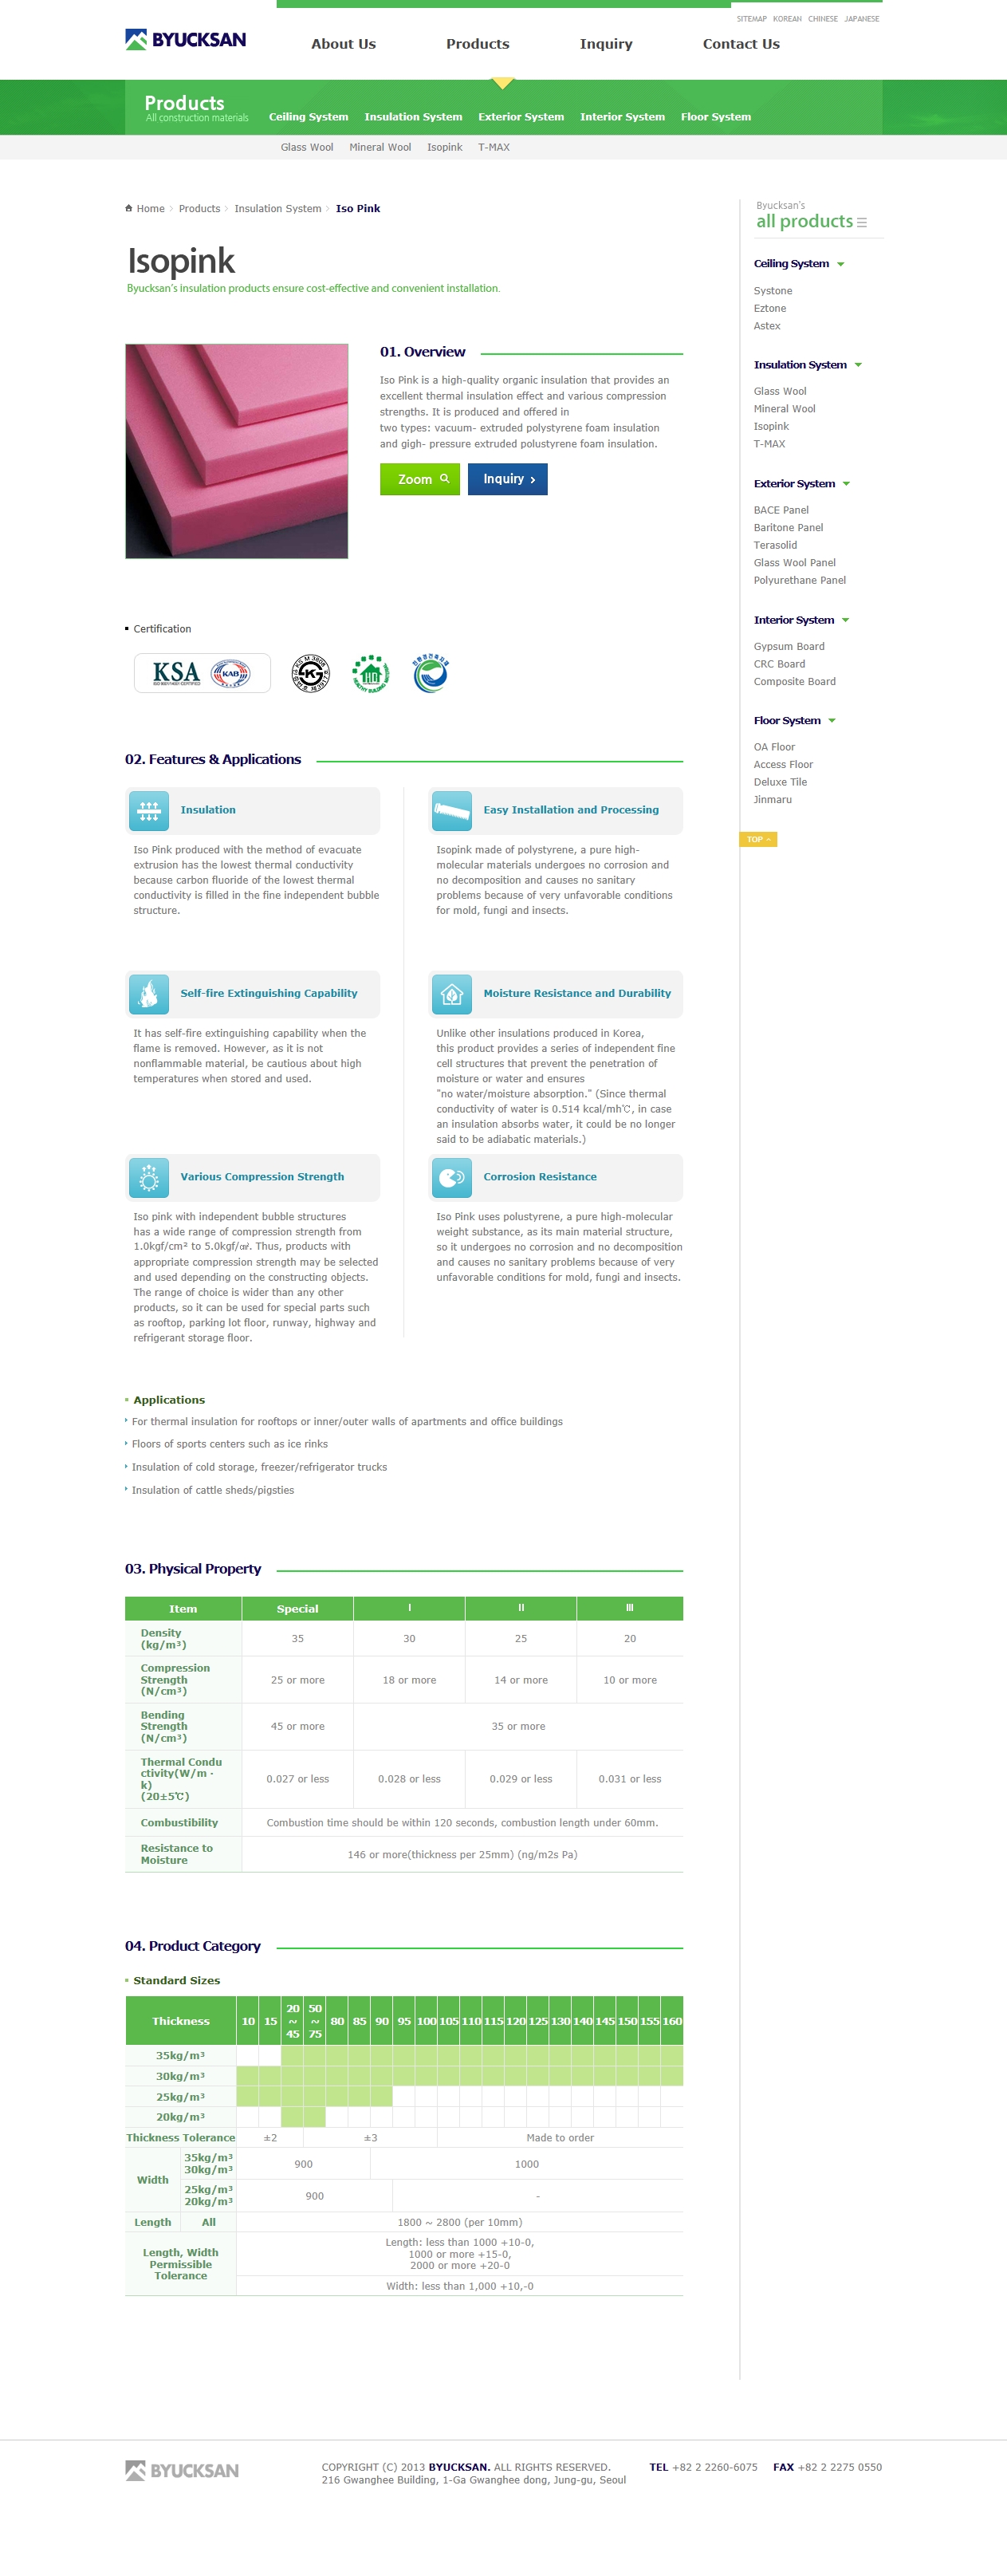 SITEMAP KOREAN CHINESE JAPANESE
BYUCKSAN
About Us Products Inquiry Contact Us
Products
All construction materials
Ceiling System Insulation System Exterior System Interior System Floor System
Glass Wool Mineral Wool Isopink T-MAX
Home Products Insulation System Iso Pink
Byucksan's
all products
Isopink
Byucksan's insulation products ensure cost-effective and convenient installation.
01. Overview
Iso Pink is a high-quality organic insulation that provides an
excellent thermal insulation effect and various compression
strengths. It is produced and offered in
two types: vacuum- extruded polystyrene foam insulation
and gigh- pressure extruded polustyrene foam insulation.
Zoom Inquiry
Certification
KSA KAB
02. Features & Applications
Insulation
Iso Pink produced with the method of evacuate
extrusion has the lowest thermal conductivity
because carbon fluoride of the lowest thermal
conductivity is filled in the fine independent bubble
structure.
Easy Installation and Processing
Isopink made of polystyrene, a pure high-
molecular materials undergoes no corrosion and
no decomposition and causes no sanitary
problems because of very unfavorable conditions
for mold, fungi and insects.
Self-fire Extinguishing Capability
It has self-fire extinguishing capability when the
flame is removed. However, as it is not
nonflammable material, be cautious about high
temperatures when stored and used.
Moisture Resistance and Durability
Unlike other insulations produced in Korea,
this product provides a series of independent fine
cell structures that prevent the penetration of
moisture or water and ensures
"no water/moisture absorption." (Since thermal
conductivity of water is 0.514 kcal/mh℃, in case
an insulation absorbs water, it could be no longer
said to be adiabatic materials.)
Various Compression Strength
Iso pink with independent bubble structures
has a wide range of compression strength from
1.0kgf/cm² to 5.0kgf/㎠. Thus, products with
appropriate compression strength may be selected
and used depending on the constructing objects.
The range of choice is wider than any other
products, so it can be used for special parts such
as rooftop, parking lot floor, runway, highway and
refrigerant storage floor.
Corrosion Resistance
Iso Pink uses polustyrene, a pure high-molecular
weight substance, as its main material structure,
so it undergoes no corrosion and no decomposition
and causes no sanitary problems because of very
unfavorable conditions for mold, fungi and insects.
Applications
For thermal insulation for rooftops or inner/outer walls of apartments and office buildings
Floors of sports centers such as ice rinks
Insulation of cold storage, freezer/refrigerator trucks
Insulation of cattle sheds/pigsties
03. Physical Property
Item Special Ⅰ Ⅱ Ⅲ
Density
(kg/m³)
35 30 25 20
Compression
Strength
(N/cm³)
25 or more 18 or more 14 or more 10 or more
Bending
Strength
(N/cm³)
45 or more 35 or more
Thermal Condu
ctivity(W/m ·
k)
(20±5℃)
0.027 or less 0.028 or less 0.029 or less 0.031 or less
Combustibility Combustion time should be within 120 seconds, combustion length under 60mm.
Resistance to
Moisture
146 or more(thickness per 25mm) (ng/m2s Pa)
04. Product Category
Standard Sizes
Thickness 10 15 20 ~ 45 50 ~ 75 80 85 90 95 100 105 110 115 120 125 130 140 145 150 155 160
35kg/m³
30kg/m³
25kg/m³
20kg/m³
Thickness Tolerance ±2 ±3 Made to order
Width
35kg/m³
30kg/m³
900 1000
25kg/m³
20kg/m³
900 -
Length All 1800 ~ 2800 (per 10mm)
Length, Width
Permissible
Tolerance
Length: less than 1000 +10-0,
1000 or more +15-0,
2000 or more +20-0
Width: less than 1,000 +10,-0
Ceiling System
Systone
Eztone
Astex
Insulation System
Glass Wool
Mineral Wool
Isopink
T-MAX
Exterior System
BACE Panel
Baritone Panel
Terasolid
Glass Wool Panel
Polyurethane Panel
Interior System
Gypsum Board
CRC Board
Composite Board
Floor System
OA Floor
Access Floor
Deluxe Tile
Jinmaru
TOP
BYUCKSAN
COPYRIGHT (C) 2013 BYUCKSAN. ALL RIGHTS RESERVED. TEL +82 2 2260-6075 FAX +82 2 2275 0550
216 Gwanghee Building, 1-Ga Gwanghee dong, Jung-gu, Seoul